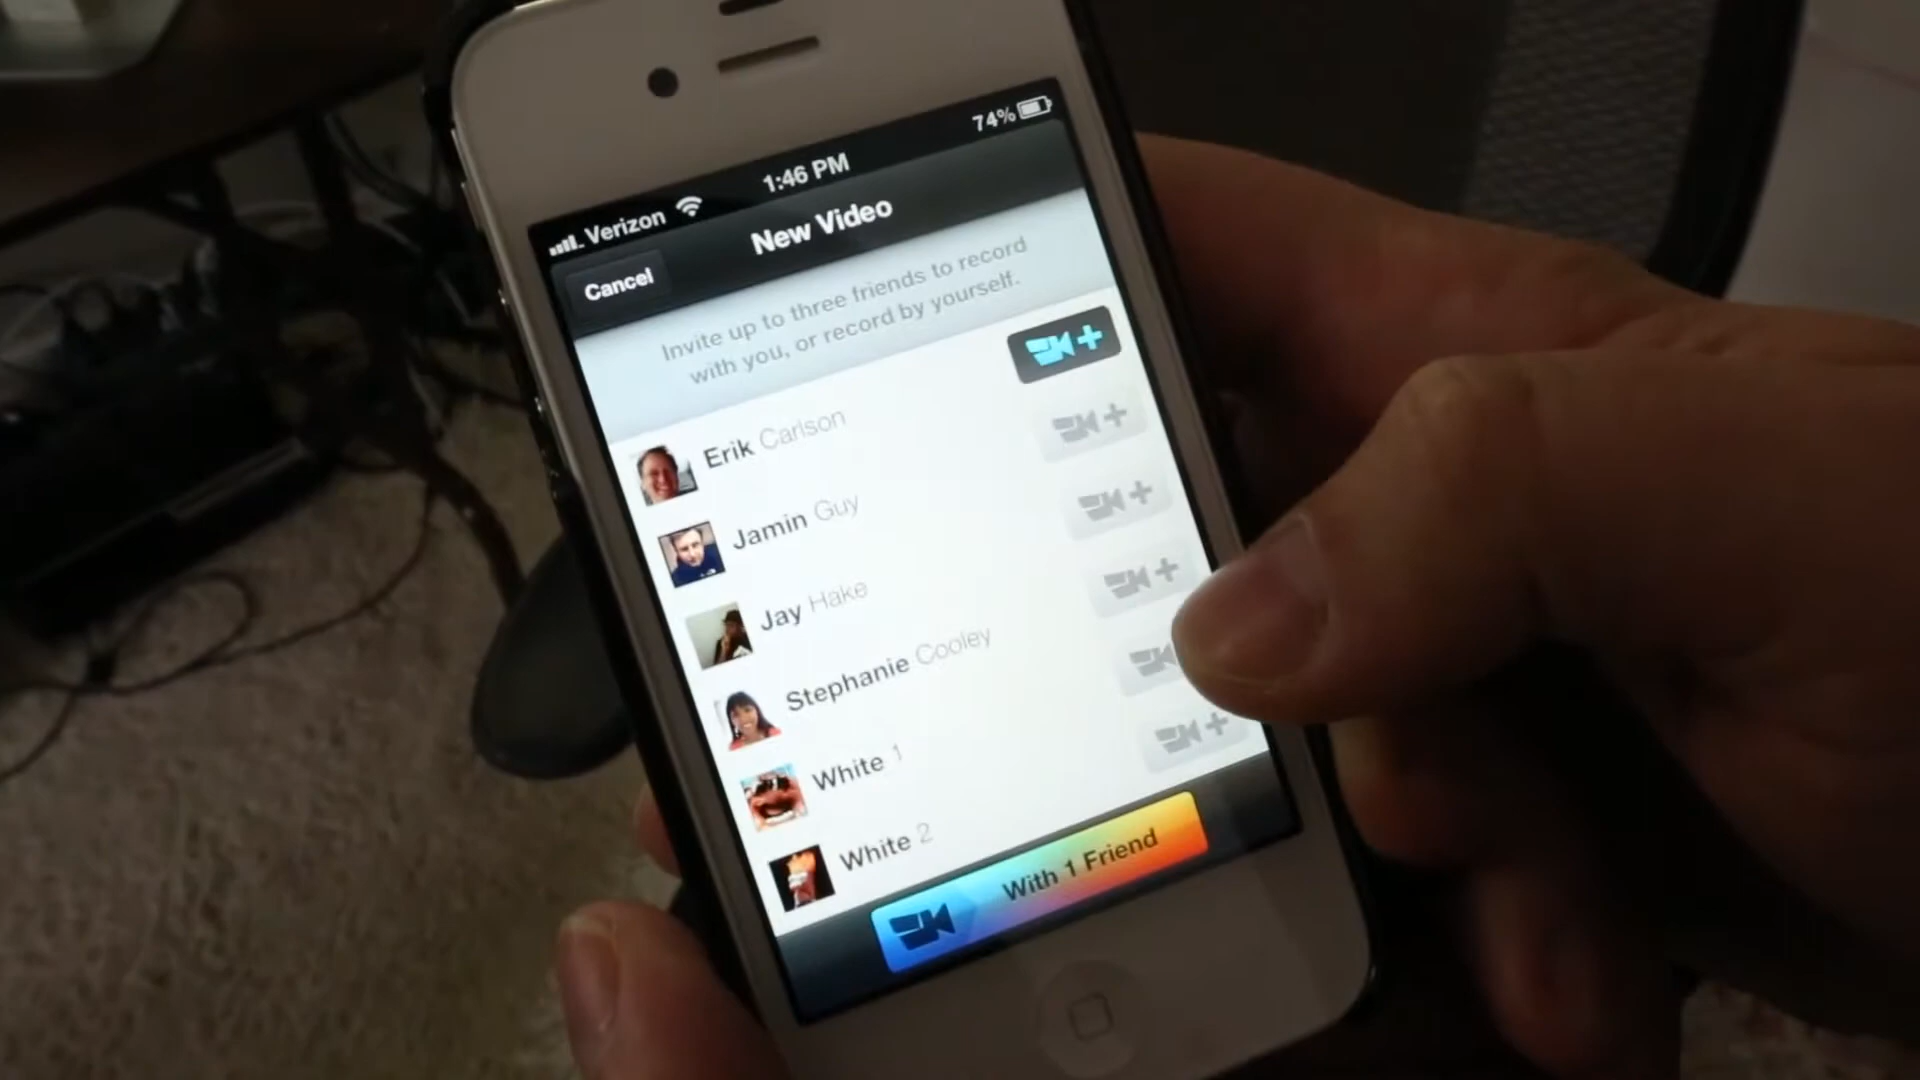 Verizon 1:46 PM 74%
Cancel New Video
Invite up to three friends to record
with you, or record by yourself.
Erik Carlson
Jamin Guy
Jay Hake
Stephanie Cooley
White 1
White 2
With 1 Friend